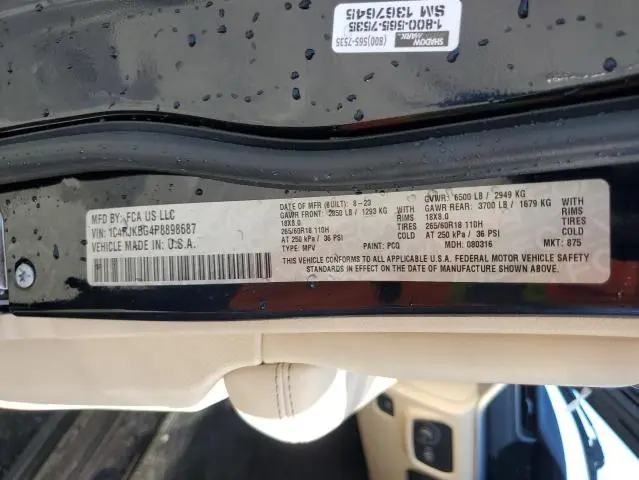 SHADOW
MARK
(800)565-7535
1-800-565-7535
SM 1367645
MFD BY: FCA US LLC
VIN: 1C4RJKBG4P8898687
VEHICLE MADE IN U.S.A.
DATE OF MFR (BUILT): 8-23
GAWR FRONT: 2850 LB / 1293 KG WITH
18X8.0 RIMS
265/60R18 110H TIRES
AT 250 kPa / 36 PSI
TYPE: MPV PAINT: PCQ
GVWR: 6500 LB / 2949 KG
GAWR REAR: 3700 LB / 1679 KG WITH
18X8.0 RIMS
265/60R18 110H TIRES
AT 250 kPa / 36 PSI COLD
MDH: 080316 MKT: 875
THIS VEHICLE CONFORMS TO ALL APPLICABLE U.S.A. FEDERAL MOTOR VEHICLE SAFETY
IN EFFECT ON THE DATE OF MANUFACTURE SHOWN ABOVE.